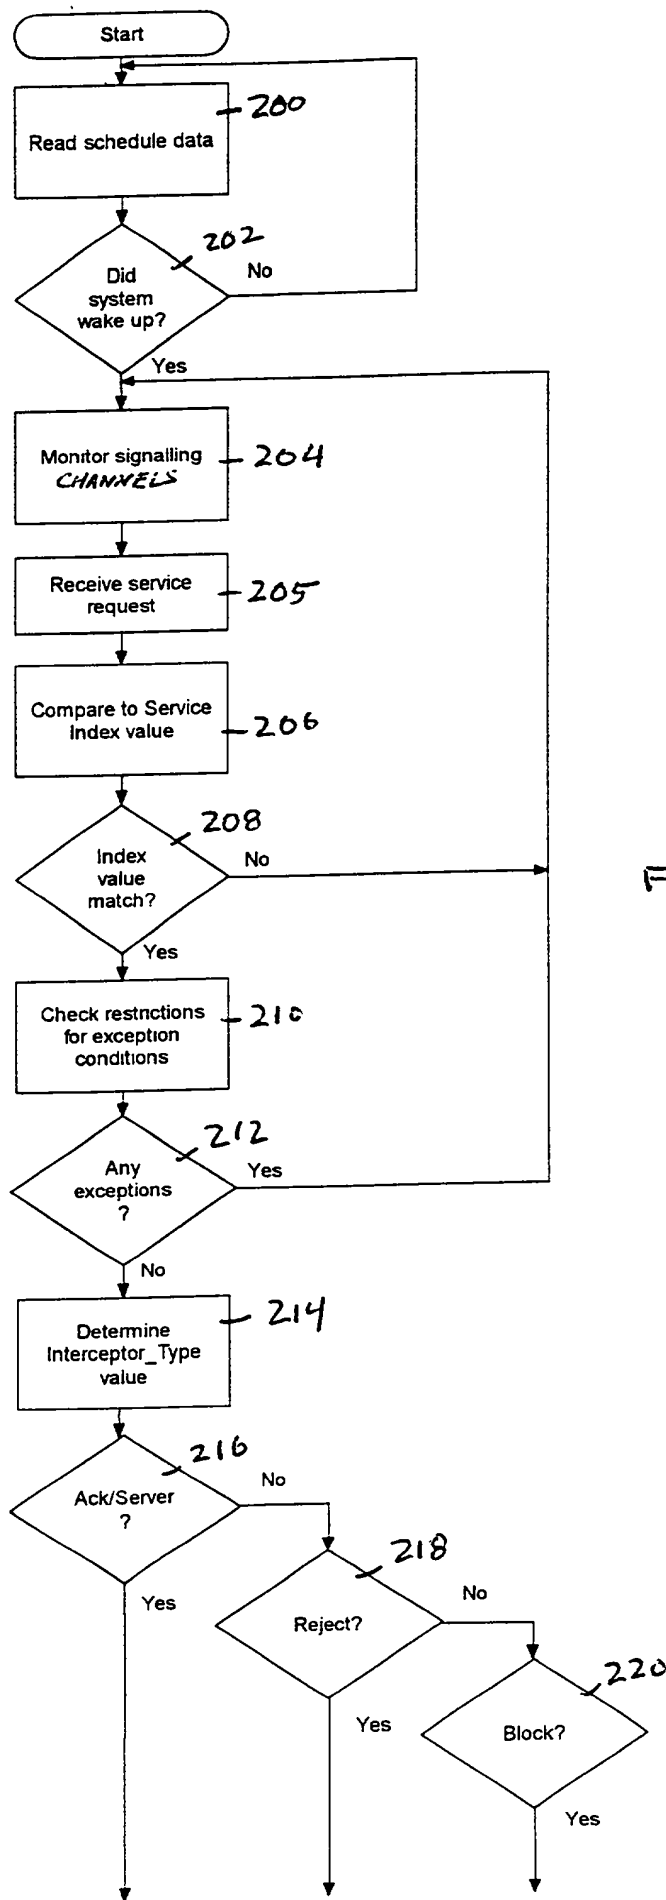 Start
Read schedule data
200
Did
system
wake up?
202
No
Yes
Monitor signalling
CHANNELS
204
Receive service
request
205
Compare to Service
Index value
206
Index
value
match?
208
No
Yes
Check restrictions
for exception
conditions
210
Any
exceptions
?
212
Yes
No
Determine
Interceptor_Type
value
214
Ack/Server
?
216
No
Yes
Reject?
218
No
Yes
Block?
220
Yes